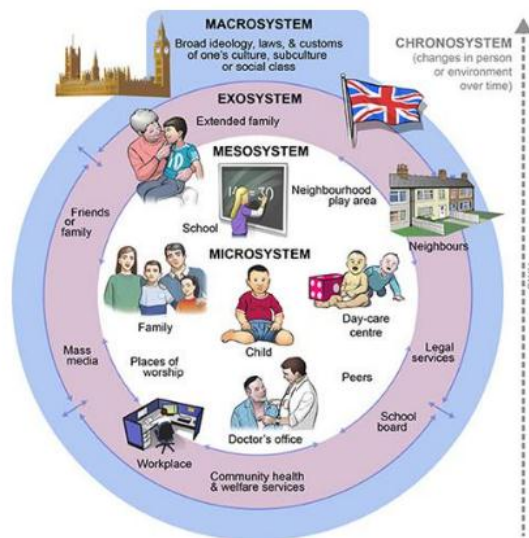 MACROSYSTEM
Broad ideology, laws, & customs
of one's culture, subculture
or social class
CHRONOSYSTEM
(changes in person
or environment
over time)
EXOSYSTEM
Extended family
MESOSYSTEM
Neighbourhood
play area
School
Friends
or
family
Neighbours
MICROSYSTEM
Family
Child
Day-care
centre
Mass
media
Places of
worship
Peers
Legal
services
School
board
Doctor's office
Workplace
Community health
& welfare services